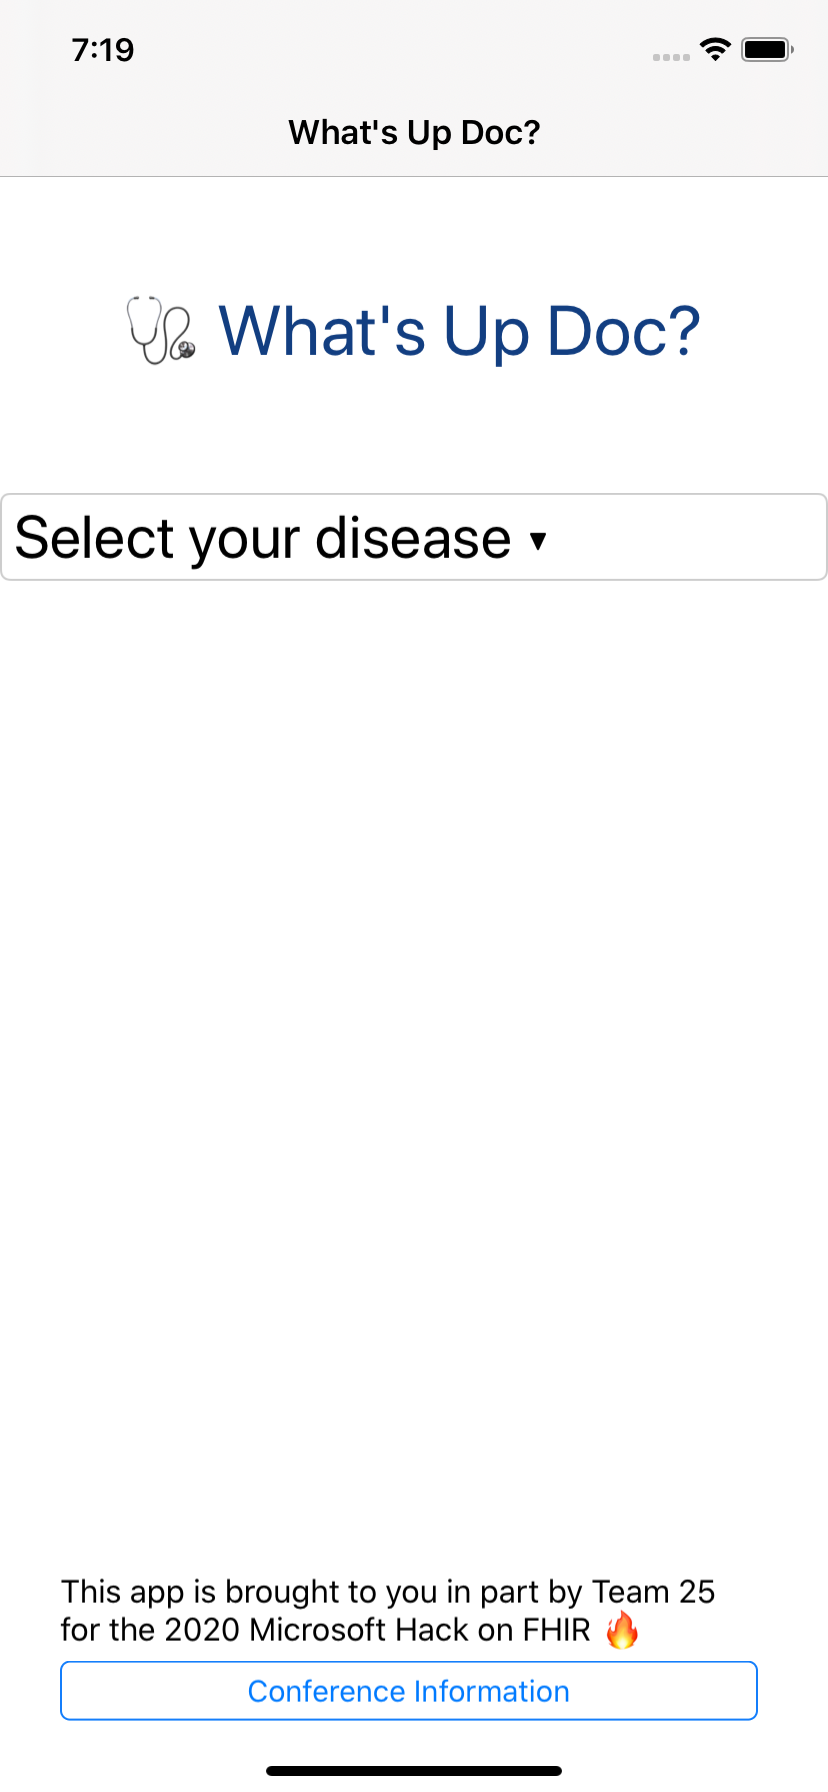 7:19
What's Up Doc?
🩺 What's Up Doc?
Select your disease ▼
This app is brought to you in part by Team 25
for the 2020 Microsoft Hack on FHIR 🔥
Conference Information